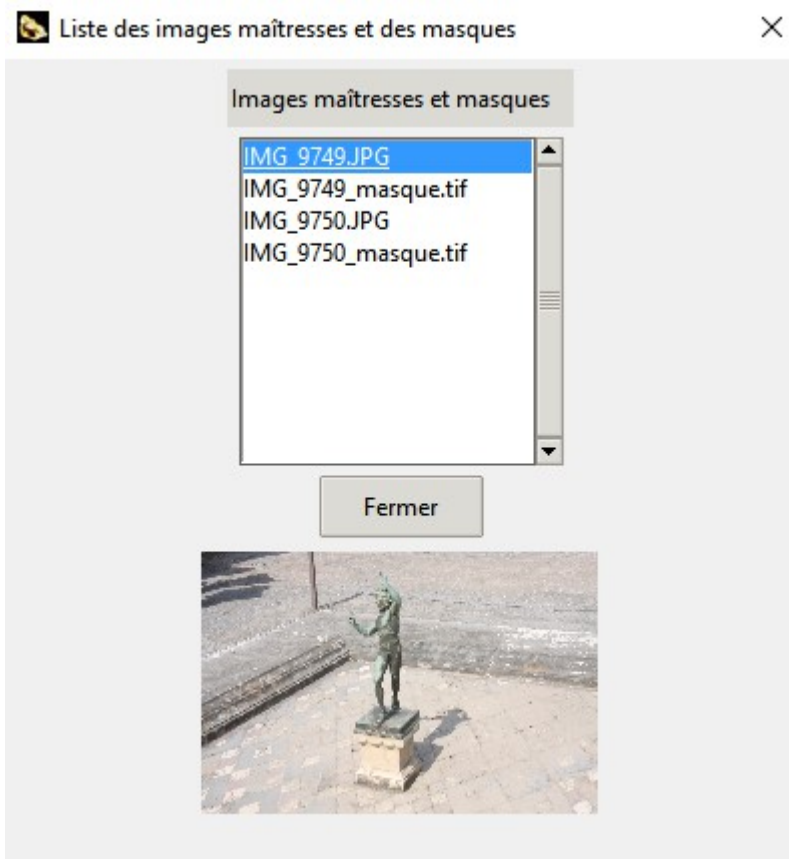 Liste des images maîtresses et des masques
Images maîtresses et masques
IMG_9749.JPG
IMG_9749_masque.tif
IMG_9750.JPG
IMG_9750_masque.tif
Fermer